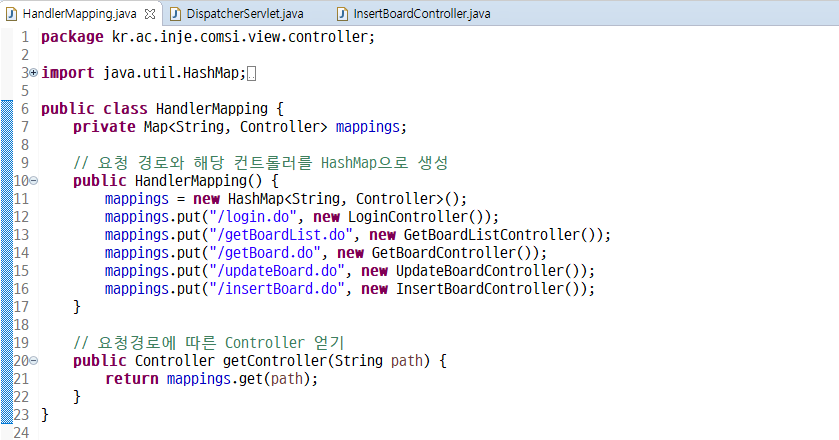 HandlerMapping.java DispatcherServlet.java InsertBoardController.java
1 package kr.ac.inje.comsi.view.controller;
2
3 import java.util.HashMap;
5
6 public class HandlerMapping {
7 private Map<String, Controller> mappings;
8
9 // 요청 경로와 해당 컨트롤러를 HashMap으로 생성
10 public HandlerMapping() {
11 mappings = new HashMap<String, Controller>();
12 mappings.put("/login.do", new LoginController());
13 mappings.put("/getBoardList.do", new GetBoardListController());
14 mappings.put("/getBoard.do", new GetBoardController());
15 mappings.put("/updateBoard.do", new UpdateBoardController());
16 mappings.put("/insertBoard.do", new InsertBoardController());
17 }
18
19 // 요청경로에 따른 Controller 얻기
20 public Controller getController(String path) {
21 return mappings.get(path);
22 }
23 }
24